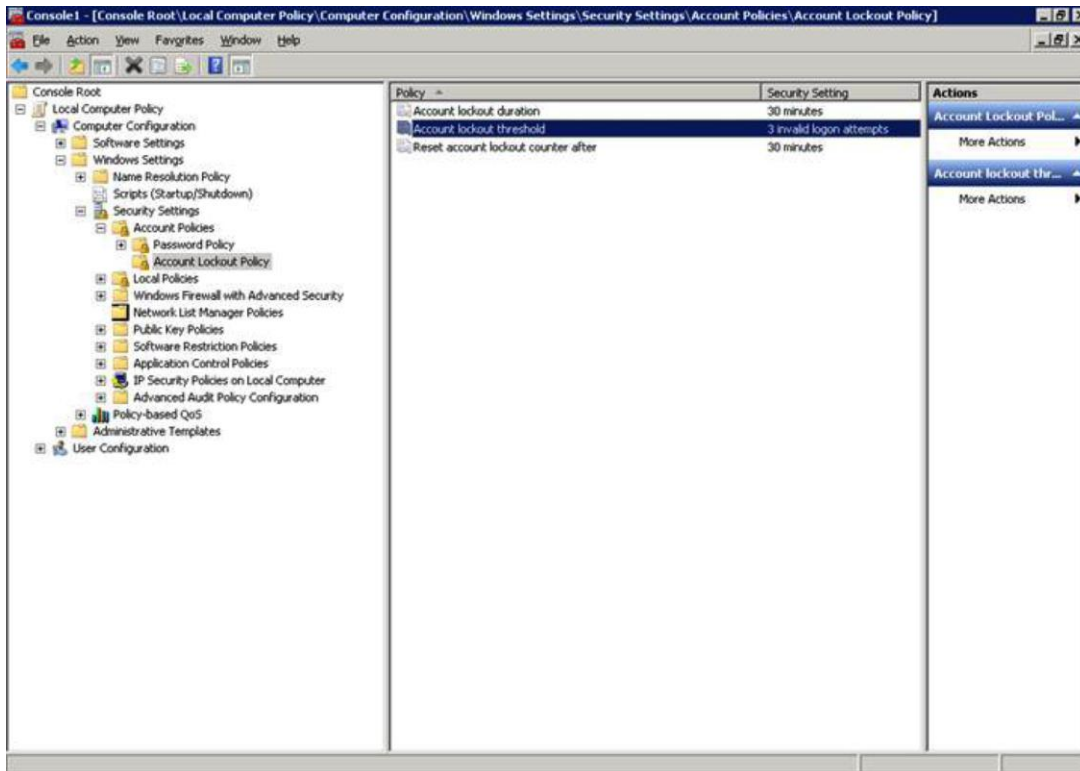 Console1 - [Console Root\Local Computer Policy\Computer Configuration\Windows Settings\Security Settings\Account Policies\Account Lockout Policy]
File Action View Favorites Window Help
Console Root
Local Computer Policy
Computer Configuration
Software Settings
Windows Settings
Name Resolution Policy
Scripts (Startup/Shutdown)
Security Settings
Account Policies
Password Policy
Account Lockout Policy
Local Policies
Windows Firewall with Advanced Security
Network List Manager Policies
Public Key Policies
Software Restriction Policies
Application Control Policies
IP Security Policies on Local Computer
Advanced Audit Policy Configuration
Policy-based QoS
Administrative Templates
User Configuration
Policy Security Setting
Account lockout duration 30 minutes
Account lockout threshold 3 invalid logon attempts
Reset account lockout counter after 30 minutes
Actions
Account Lockout Pol...
More Actions
Account lockout thr...
More Actions